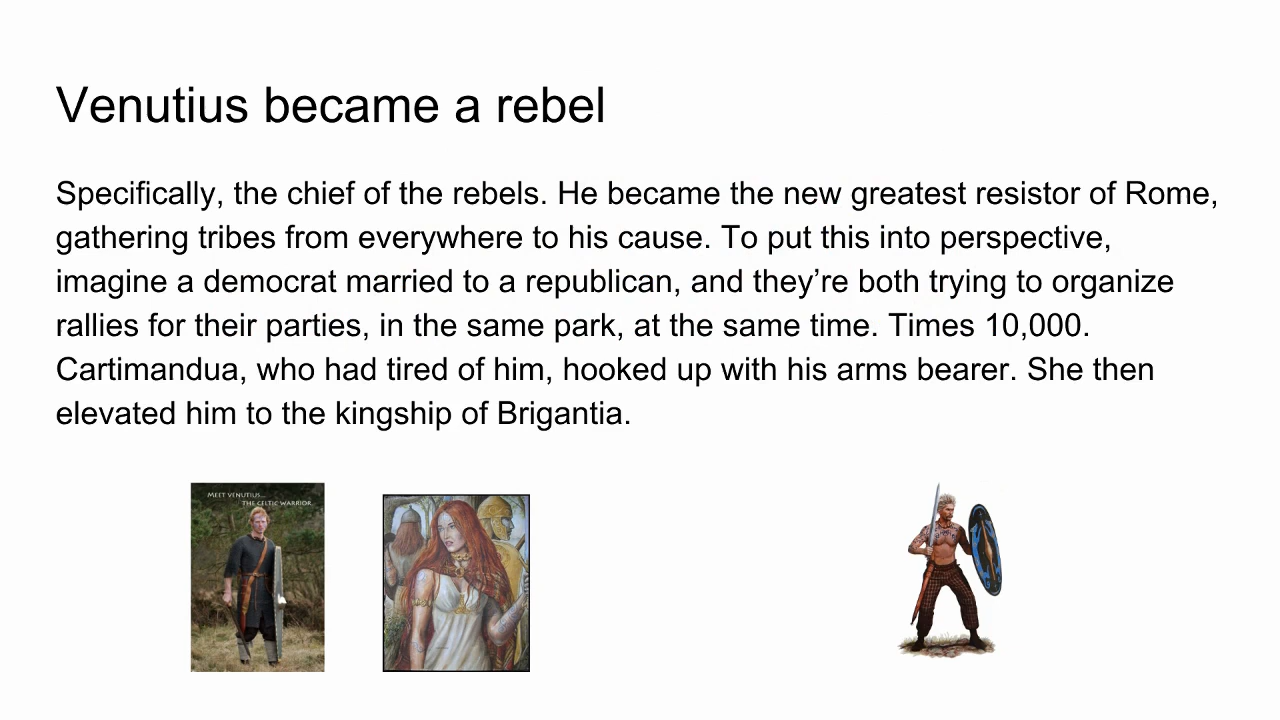 Venutius became a rebel
Specifically, the chief of the rebels. He became the new greatest resistor of Rome,
gathering tribes from everywhere to his cause. To put this into perspective,
imagine a democrat married to a republican, and they’re both trying to organize
rallies for their parties, in the same park, at the same time. Times 10,000.
Cartimandua, who had tired of him, hooked up with his arms bearer. She then
elevated him to the kingship of Brigantia.
MEET VENUTIUS...
THE CELTIC WARRIOR